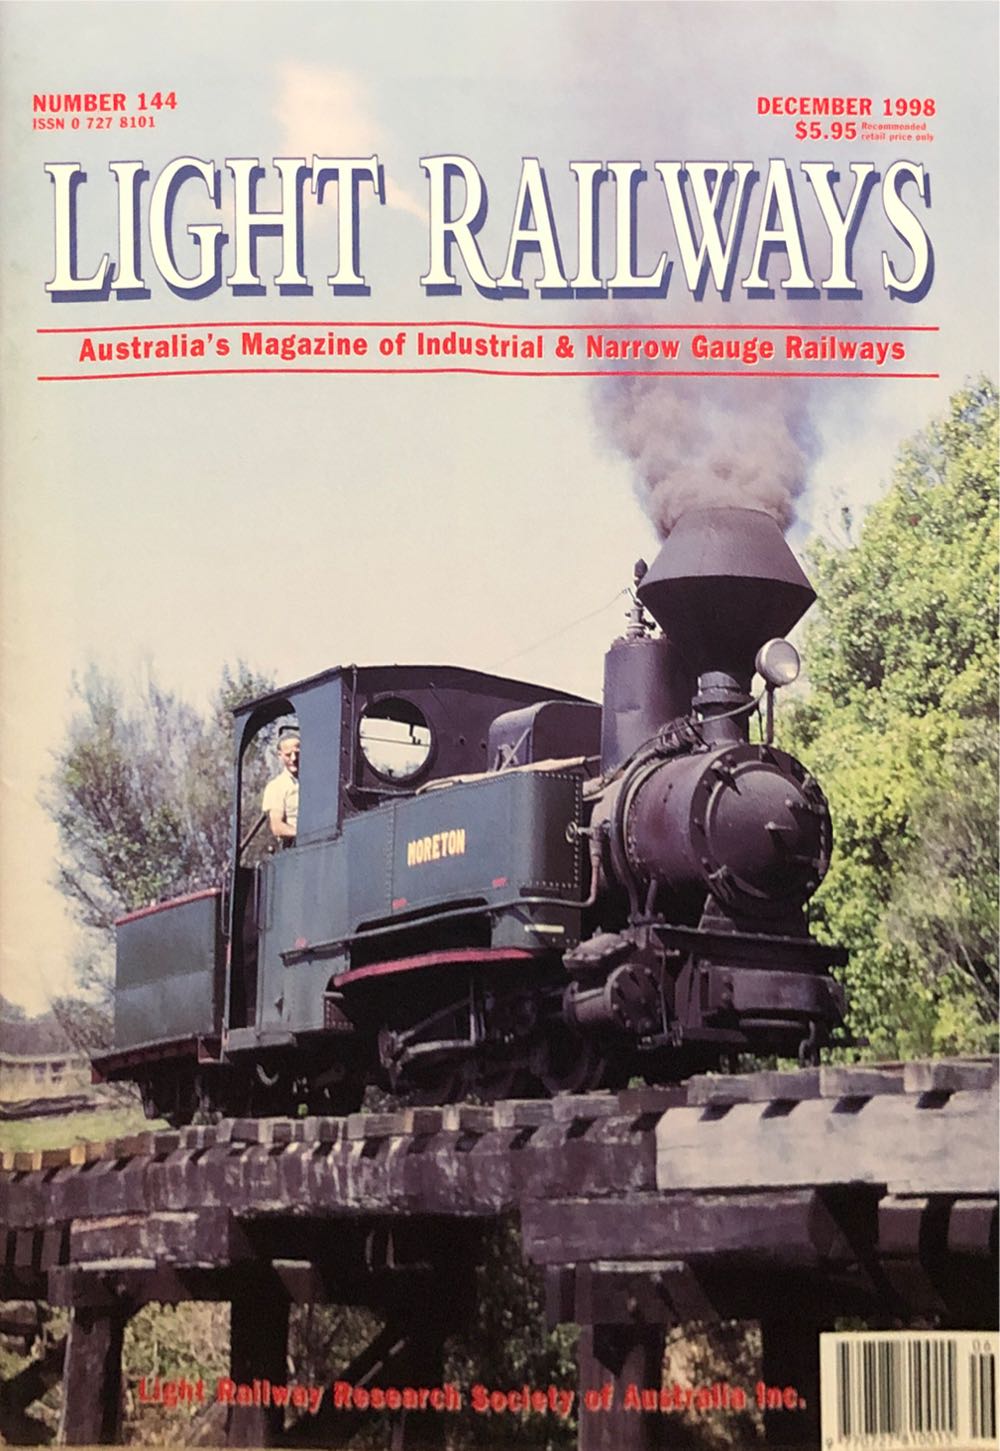 NUMBER 144
ISSN 0 727 8101
DECEMBER 1998
$5.95 Recommended retail price only
LIGHT RAILWAYS
Australia's Magazine of Industrial & Narrow Gauge Railways
MORETON
Light Railway Research Society of Australia Inc.
06